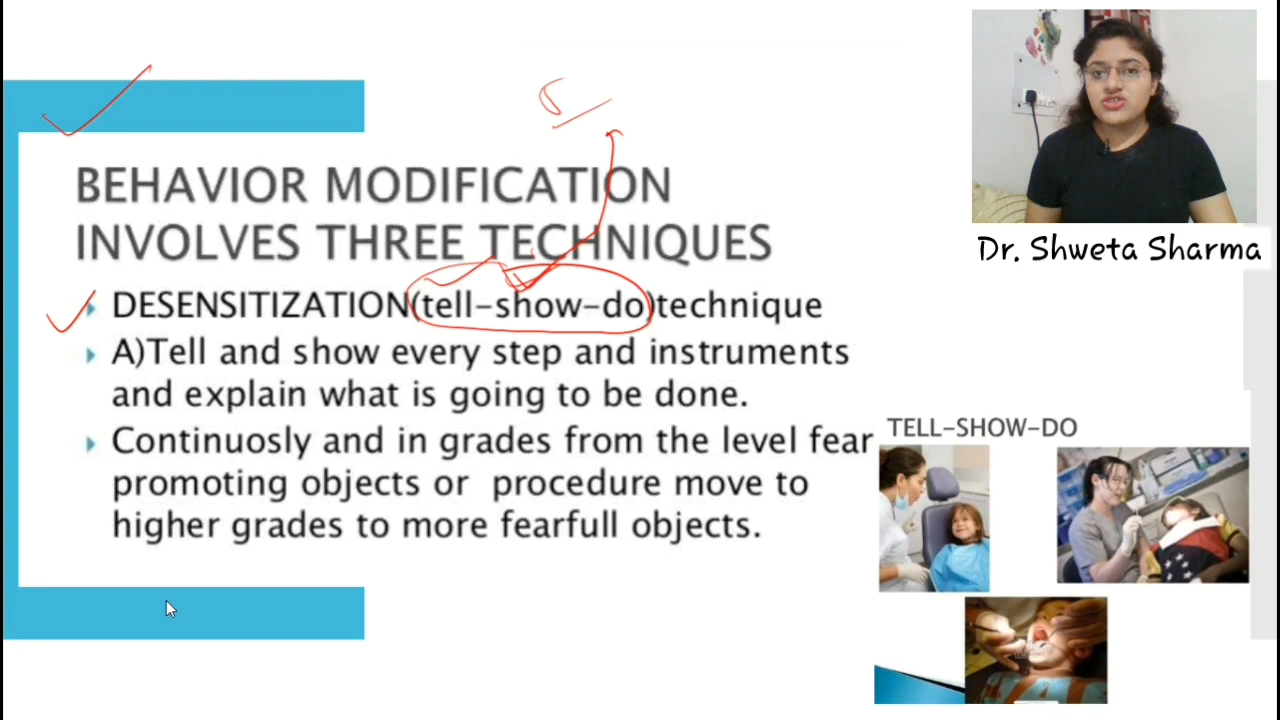 BEHAVIOR MODIFICATION
INVOLVES THREE TECHNIQUES
DESENSITIZATION(tell-show-do)technique
A)Tell and show every step and instruments
and explain what is going to be done.
Continuosly and in grades from the level fear
promoting objects or procedure move to
higher grades to more fearfull objects.
Dr. Shweta Sharma
TELL-SHOW-DO